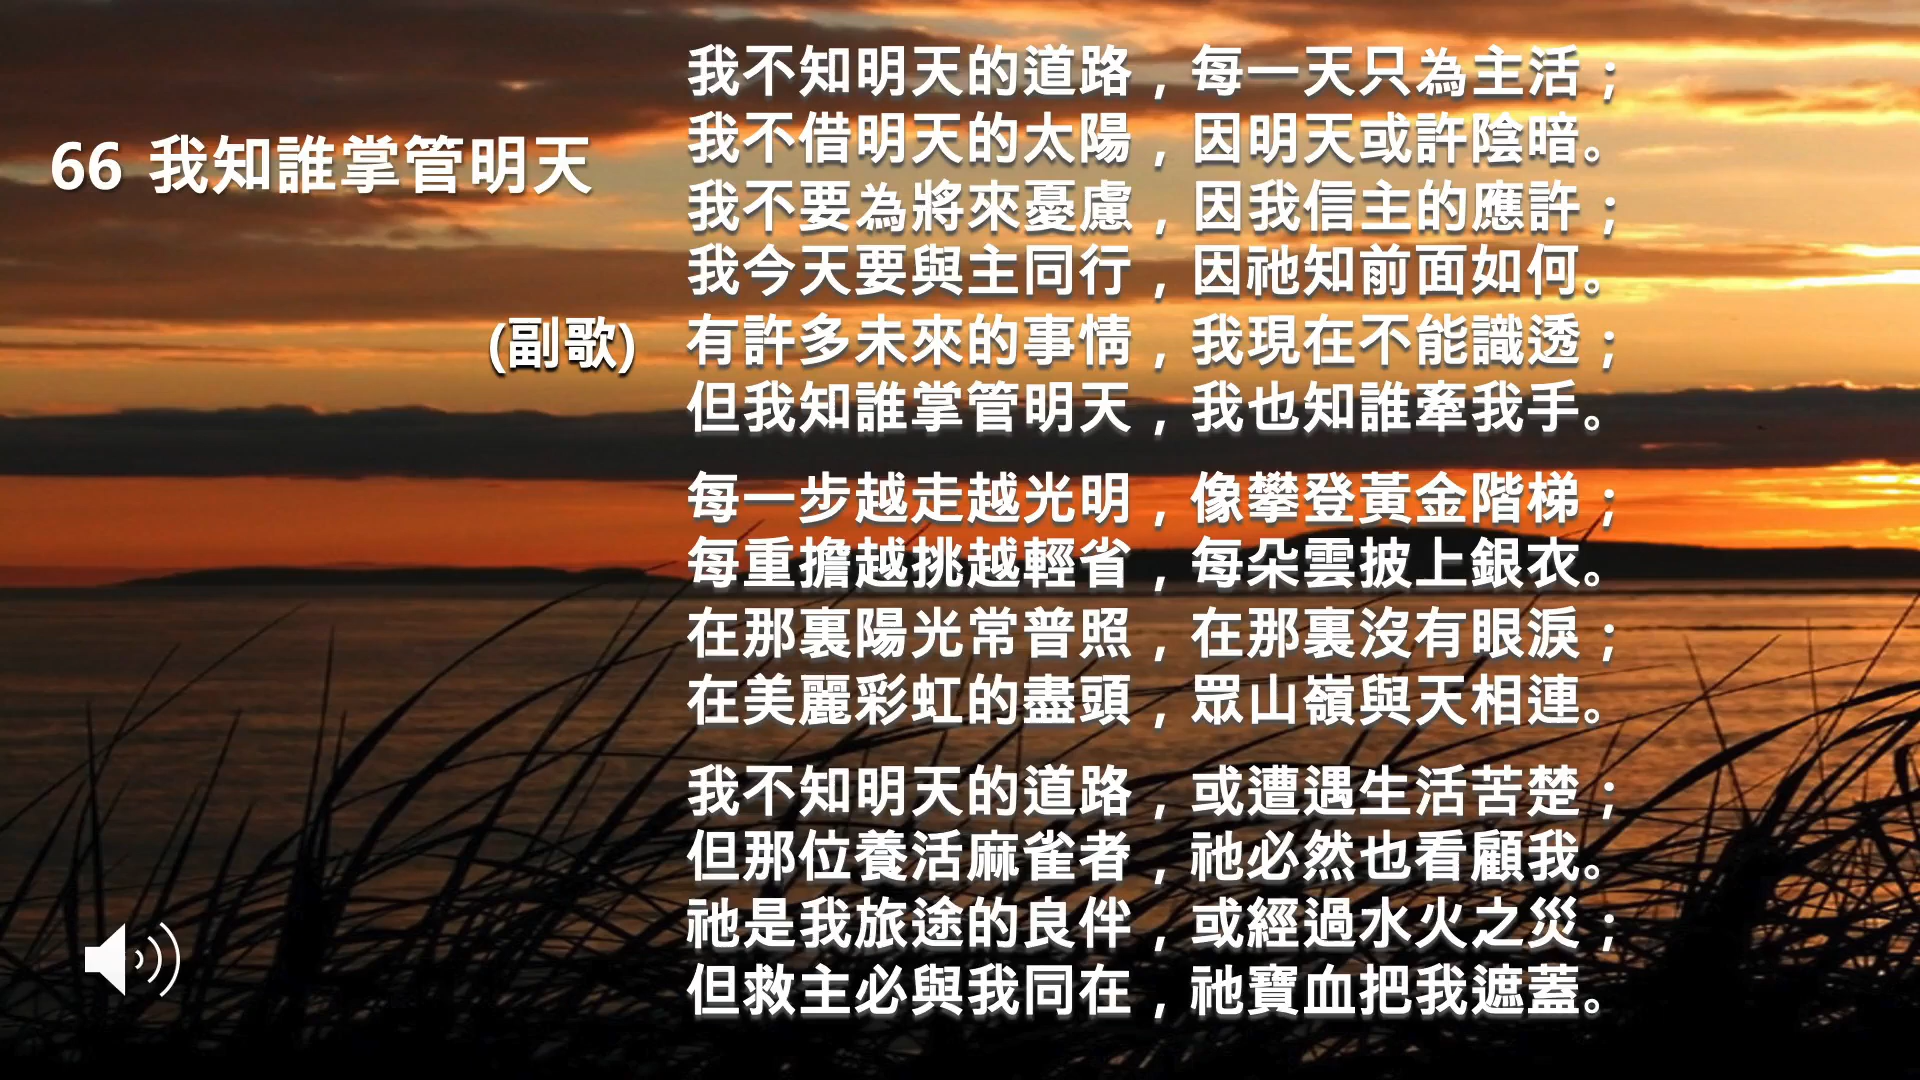 66 我知誰掌管明天
我不知明天的道路，每一天只為主活；
我不借明天的太陽，因明天或許陰暗。
我不要為將來憂慮，因我信主的應許；
我今天要與主同行，因祂知前面如何。
(副歌) 有許多未來的事情，我現在不能識透；
但我知誰掌管明天，我也知誰牽我手。
每一步越走越光明，像攀登黃金階梯；
每重擔越挑越輕省，每朵雲披上銀衣。
在那裏陽光常普照，在那裏沒有眼淚；
在美麗彩虹的盡頭，眾山嶺與天相連。
我不知明天的道路，或遭遇生活苦楚；
但那位養活麻雀者，祂必然也看顧我。
祂是我旅途的良伴，或經過水火之災；
但救主必與我同在，祂寶血把我遮蓋。